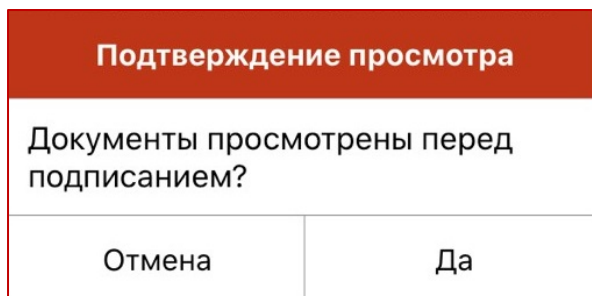 Подтверждение просмотра
Документы просмотрены перед
подписанием?
Отмена
Да